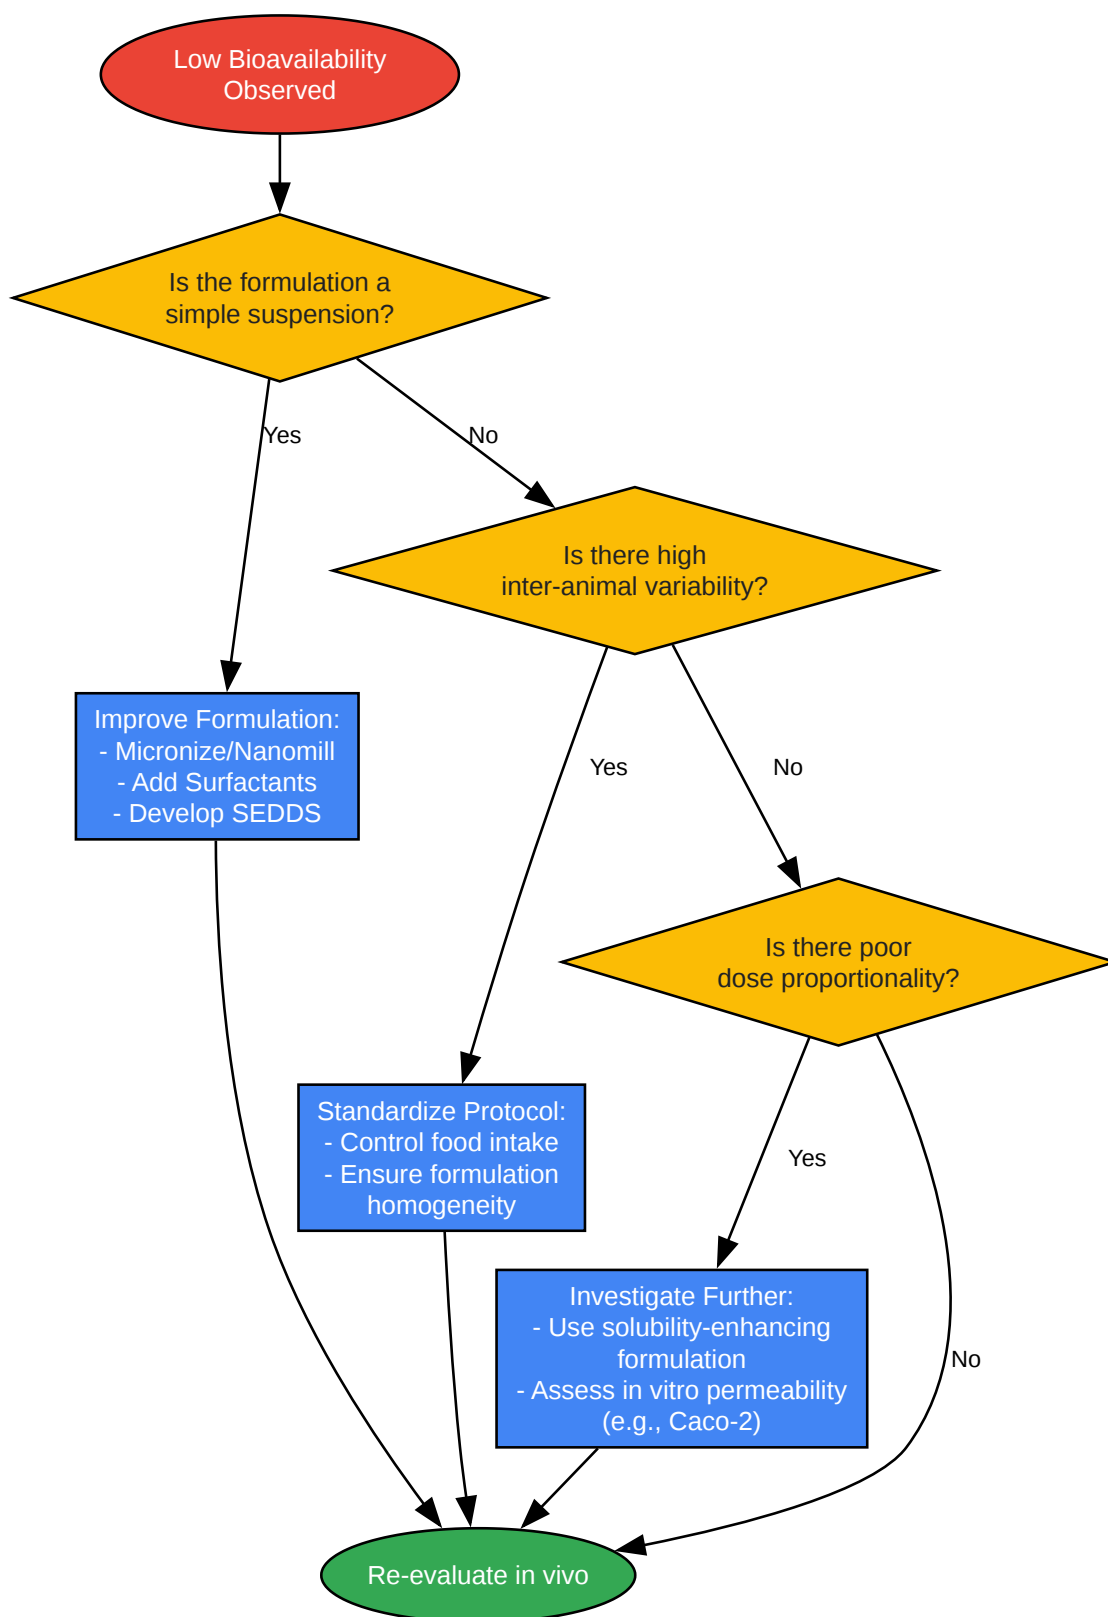 Low Bioavailability
Observed
Is the formulation a
simple suspension?
Yes
No
Is there high
inter-animal variability?
Improve Formulation:
- Micronize/Nanomill
- Add Surfactants
- Develop SEDDS
Yes
No
Is there poor
dose proportionality?
Standardize Protocol:
- Control food intake
- Ensure formulation
homogeneity
Yes
Investigate Further:
- Use solubility-enhancing
formulation
- Assess in vitro permeability
(e.g., Caco-2)
No
Re-evaluate in vivo